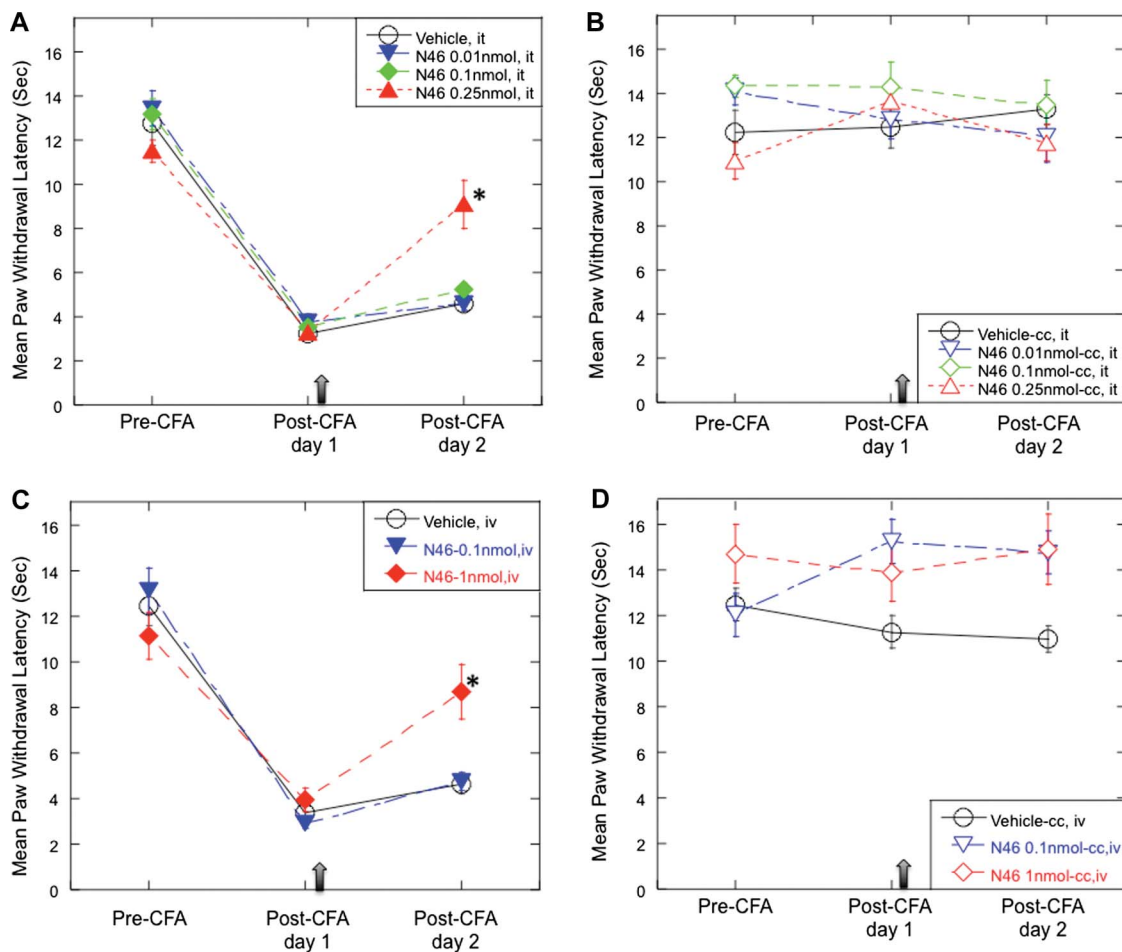 A
Mean Paw Withdrawal Latency (Sec)
16
14
12
10
8
6
4
2
0
Vehicle, it
N46 0.01nmol, it
N46 0.1nmol, it
N46 0.25nmol, it
*
Pre-CFA
Post-CFA
day 1
Post-CFA
day 2
B
Mean Paw Withdrawal Latency (Sec)
16
14
12
10
8
6
4
2
0
Vehicle-cc, it
N46 0.01nmol-cc, it
N46 0.1nmol-cc, it
N46 0.25nmol-cc, it
Pre-CFA
Post-CFA
day 1
Post-CFA
day 2
C
Mean Paw Withdrawal Latency (Sec)
16
14
12
10
8
6
4
2
0
Vehicle, iv
N46-0.1nmol,iv
N46-1nmol,iv
*
Pre-CFA
Post-CFA
day 1
Post-CFA
day 2
D
Mean Paw Withdrawal Latency (Sec)
16
14
12
10
8
6
4
2
0
Vehicle-cc, iv
N46 0.1nmol-cc,iv
N46 1nmol-cc,iv
Pre-CFA
Post-CFA
day 1
Post-CFA
day 2